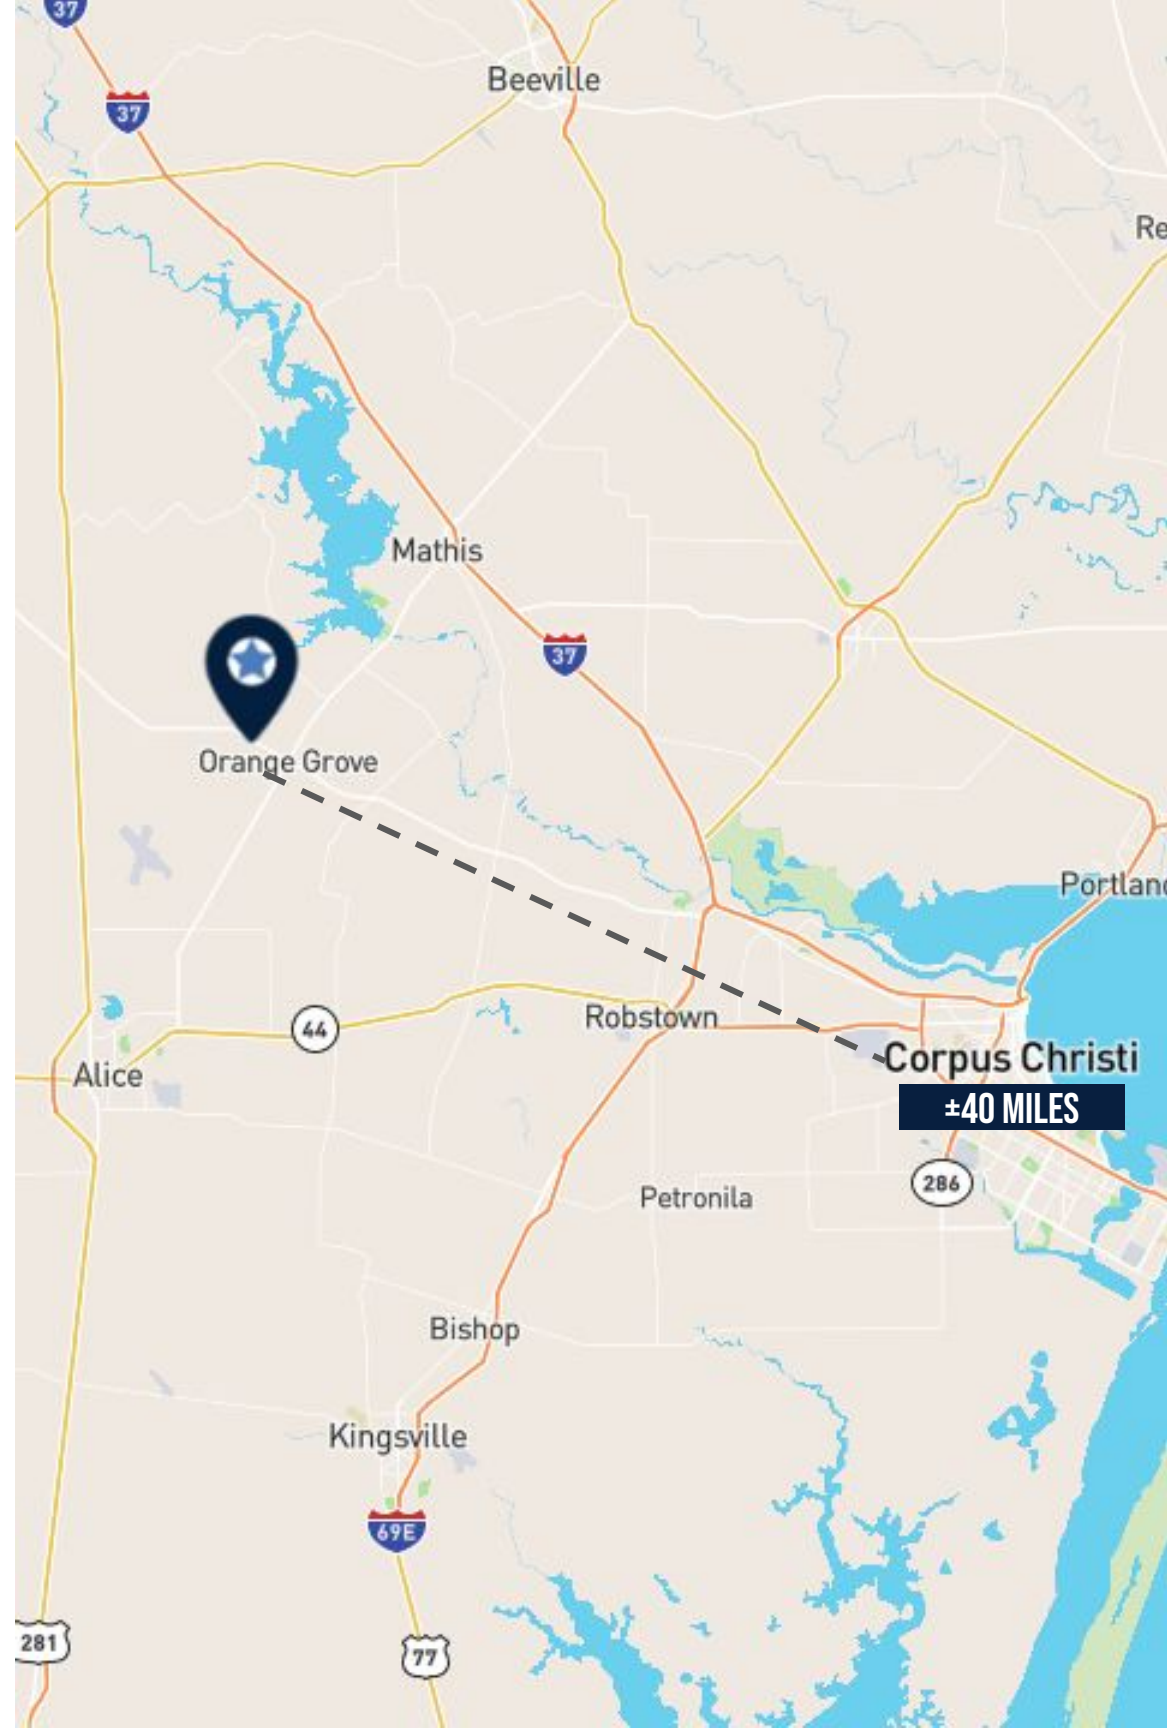 37
Beeville
37
Re
Mathis
37
Orange Grove
Portland
44
Robstown
Alice
Corpus Christi
±40 MILES
286
Petronila
Bishop
Kingsville
69E
281
77